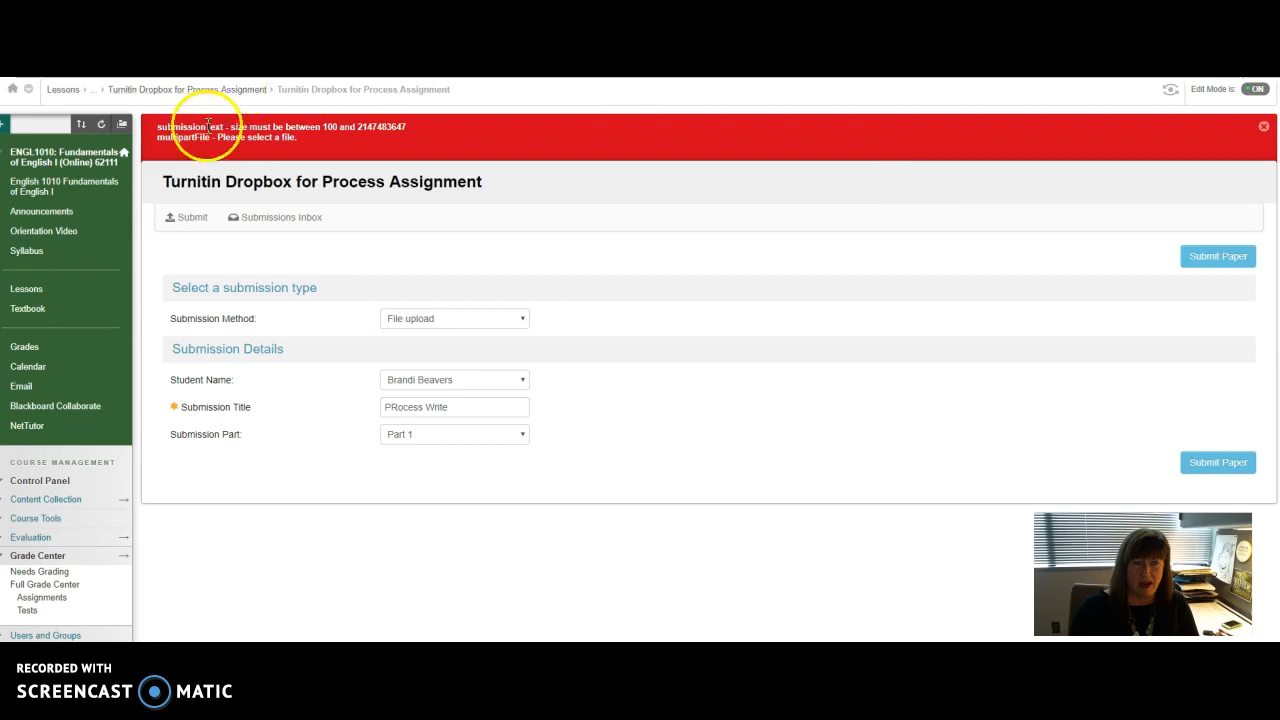 Lessons > ... > Turnitin Dropbox for Process Assignment > Turnitin Dropbox for Process Assignment
Edit Mode is: ON
submissionText - size must be between 100 and 2147483647
multipartFile - Please select a file.
ENGL1010: Fundamentals
of English I (Online) 62111
English 1010 Fundamentals
of English I
Announcements
Orientation Video
Syllabus
Lessons
Textbook
Grades
Calendar
Email
Blackboard Collaborate
NetTutor
COURSE MANAGEMENT
Control Panel
Content Collection
Course Tools
Evaluation
Grade Center
Needs Grading
Full Grade Center
Assignments
Tests
Users and Groups
Turnitin Dropbox for Process Assignment
Submit
Submissions Inbox
Submit Paper
Select a submission type
Submission Method:
File upload
Submission Details
Student Name:
Brandi Beavers
Submission Title
PRocess Write
Submission Part:
Part 1
Submit Paper
RECORDED WITH
SCREENCAST MATIC